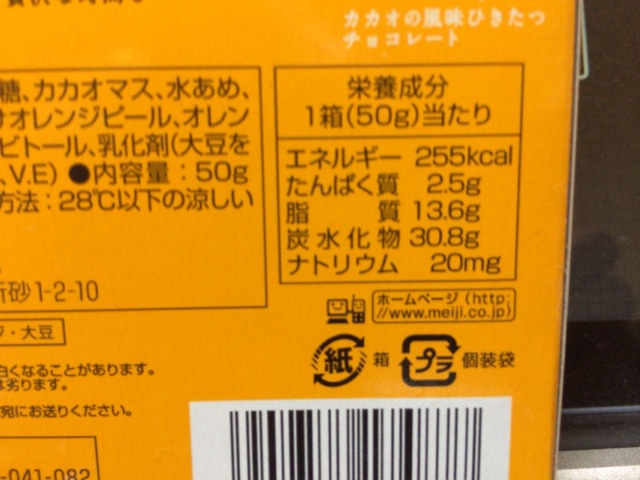 カカオの風味ひきたつ
チョコレート
糖、カカオマス、水あめ、
オレンジピール、オレン
ビトール、乳化剤(大豆を
、V.E) ●内容量：50g
方法：28℃以下の涼しい
新砂1-2-10
・大豆
白くなることがあります。
は劣ります。
宛にお送りください。
-041-082
栄養成分
1箱(50g)当たり
エネルギー 255kcal
たんぱく質 2.5g
脂質 13.6g
炭水化物 30.8g
ナトリウム 20mg
ホームページ (http:
//www.meiji.co.jp)
紙 箱 プラ 個装袋